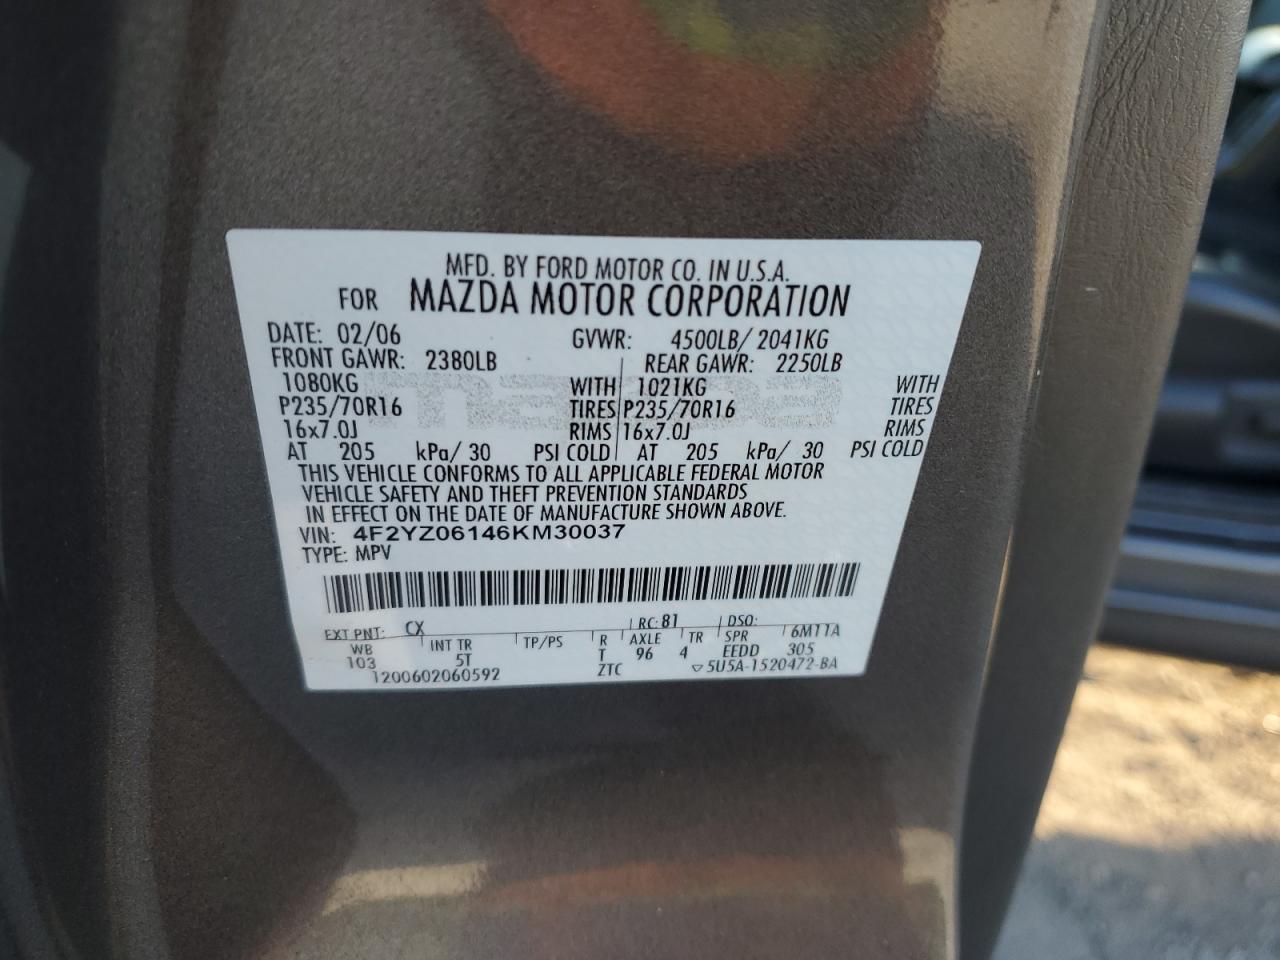 MFD. BY FORD MOTOR CO. IN U.S.A.
FOR MAZDA MOTOR CORPORATION
DATE: 02/06 GVWR: 4500LB/ 2041KG
FRONT GAWR: 2380LB REAR GAWR: 2250LB
1080KG WITH 1021KG WITH
P235/70R16 TIRES P235/70R16 TIRES
16x7.0J RIMS 16x7.0J RIMS
AT 205 kPa/ 30 PSI COLD AT 205 kPa/ 30 PSI COLD
THIS VEHICLE CONFORMS TO ALL APPLICABLE FEDERAL MOTOR
VEHICLE SAFETY AND THEFT PREVENTION STANDARDS
IN EFFECT ON THE DATE OF MANUFACTURE SHOWN ABOVE.
VIN: 4F2YZ06146KM30037
TYPE: MPV
EXT PNT: CX RC: 81 DSO:
WB INT TR TP/PS R AXLE TR SPR 6M11A
103 5T T 96 4 EEDD 305
1200602060592 ZTC 5U5A-1520472-BA
mazda